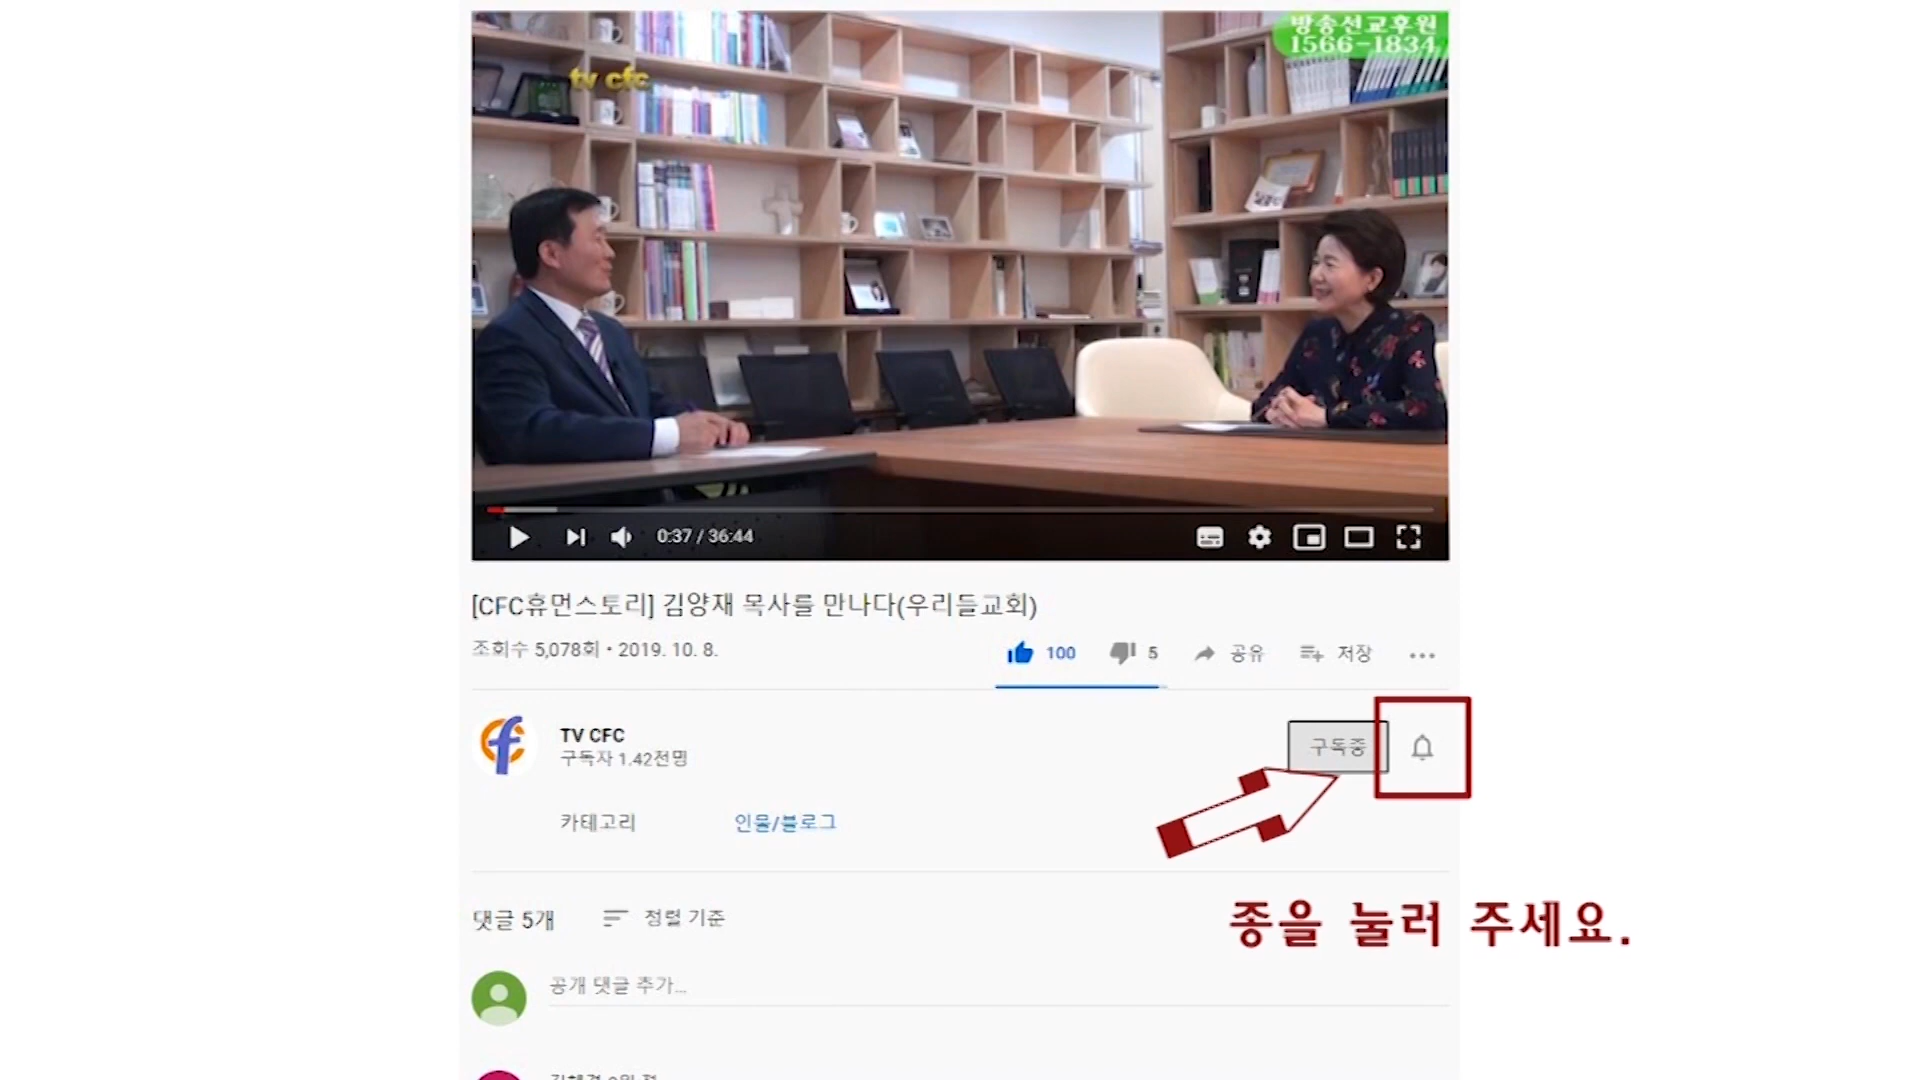 방송선교후원
1566-1834
tv cfc
0:37 / 36:44
[CFC휴먼스토리] 김양재 목사를 만나다(우리들교회)
조회수 5,078회 • 2019. 10. 8.
100
5
공유
저장
TV CFC
구독자 1.42천명
구독중
카테고리
인물/블로그
종을 눌러 주세요.
댓글 5개
정렬 기준
공개 댓글 추가...